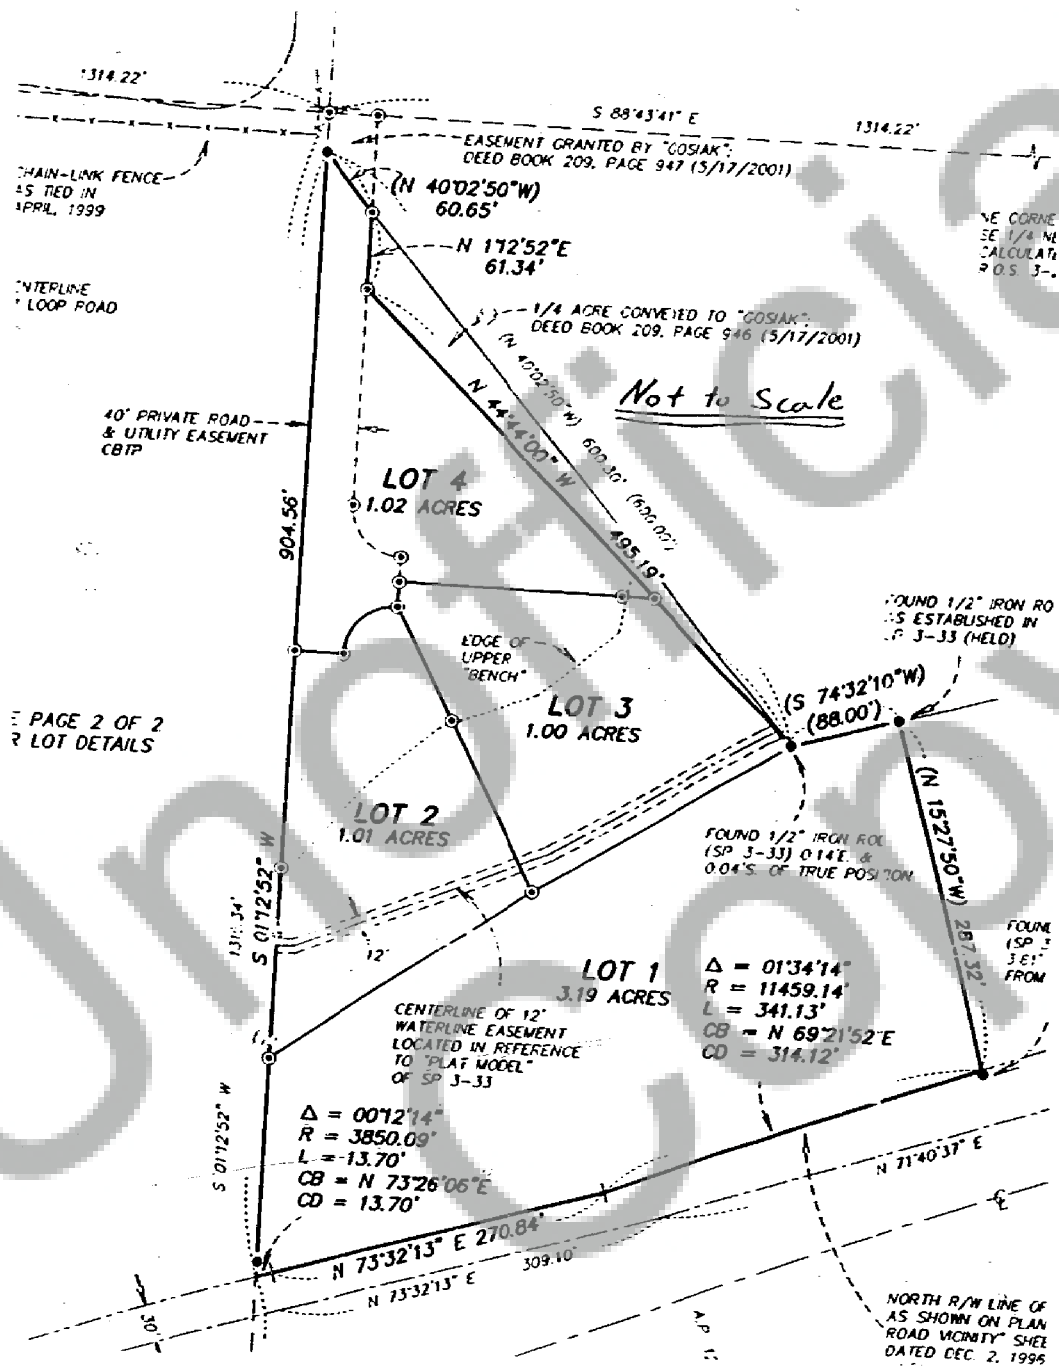 1314.22'
S 88°43'41" E
1314.22'
EASEMENT GRANTED BY "GOSIAK":
DEED BOOK 209, PAGE 947 (5/17/2001)
CHAIN-LINK FENCE
AS TIED IN
APRIL, 1999
(N 40°02'50"W)
60.65'
N 1°12'52"E
61.34'
LOOP ROAD
1/4 ACRE CONVEYED TO "GOSIAK":
DEED BOOK 209, PAGE 946 (5/17/2001)
(N 40°02'50"W) 600.30' (600.00')
Not to Scale
N 44°44'00" W
495.19'
40' PRIVATE ROAD
& UTILITY EASEMENT
CBTP
LOT 4
1.02 ACRES
904.56'
FOUND 1/2" IRON RO
AS ESTABLISHED IN
SP 3-33 (HELD)
EDGE OF
UPPER
"BENCH"
(S 74°32'10"W)
(88.00')
LOT 3
1.00 ACRES
E PAGE 2 OF 2
R LOT DETAILS
LOT 2
1.01 ACRES
FOUND 1/2" IRON ROD
(SP 3-33) 0.14'E. &
0.04'S. OF TRUE POSITION
(N 15°27'50"W) 287.32'
S 01°12'52" W
12'
FOUND
(SP 3
FROM
LOT 1
3.19 ACRES
Δ = 01°34'14"
R = 11459.14'
L = 341.13'
CB = N 69°21'52"E
CD = 314.12'
CENTERLINE OF 12'
WATERLINE EASEMENT
LOCATED IN REFERENCE
TO "PLAT MODEL"
OF SP 3-33
S 01°12'52" W
Δ = 00°12'14"
R = 3850.09'
L = 13.70'
CB = N 73°26'06"E
CD = 13.70'
N 71°40'37" E
N 73°32'13" E 270.84'
309.10'
N 73°32'13" E
30'
NORTH R/W LINE OF
AS SHOWN ON PLAN
ROAD VICINITY" SHEE
DATED DEC. 2, 1996
Unofficial
Copy